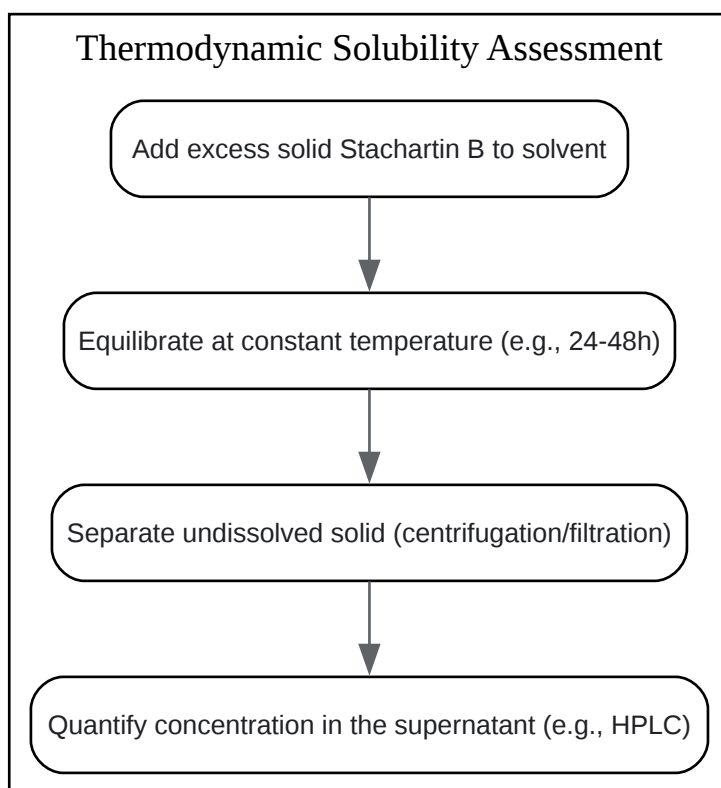 Thermodynamic Solubility Assessment
Add excess solid Stachartin B to solvent
Equilibrate at constant temperature (e.g., 24-48h)
Separate undissolved solid (centrifugation/filtration)
Quantify concentration in the supernatant (e.g., HPLC)